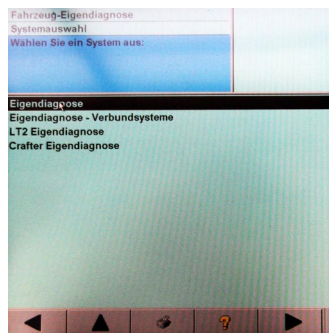 Fahrzeug-Eigendiagnose
Systemauswahl
Wählen Sie ein System aus:
Eigendiagnose
Eigendiagnose - Verbundsysteme
LT2 Eigendiagnose
Crafter Eigendiagnose
?